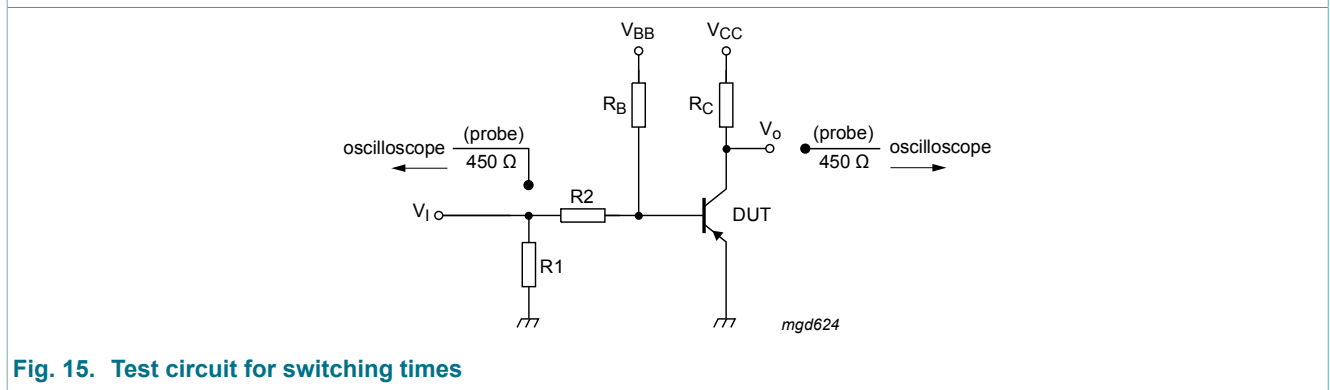 VBB
VCC
RB
RC
Vo
(probe)
450 Ω
oscilloscope
(probe)
450 Ω
oscilloscope
R2
VI
DUT
R1
mgd624
Fig. 15. Test circuit for switching times